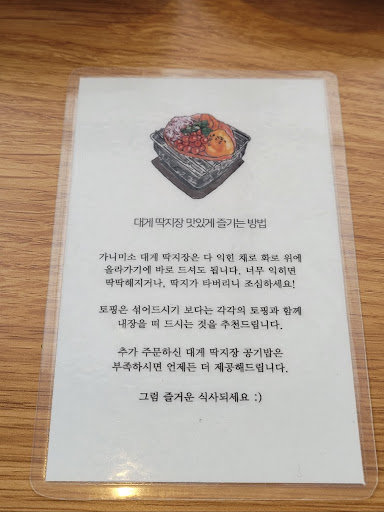 대게 딱지장 맛있게 즐기는 방법
가니미소 대게 딱지장은 다 익힌 채로 화로 위에
올라가기에 바로 드셔도 됩니다. 너무 익히면
딱딱해지거나, 딱지가 타버리니 조심하세요!
토핑은 섞어드시기 보다는 각각의 토핑과 함께
내장을 떠 드시는 것을 추천드립니다.
추가 주문하신 대게 딱지장 공기밥은
부족하시면 언제든 더 제공해드립니다.
그럼 즐거운 식사되세요 :)